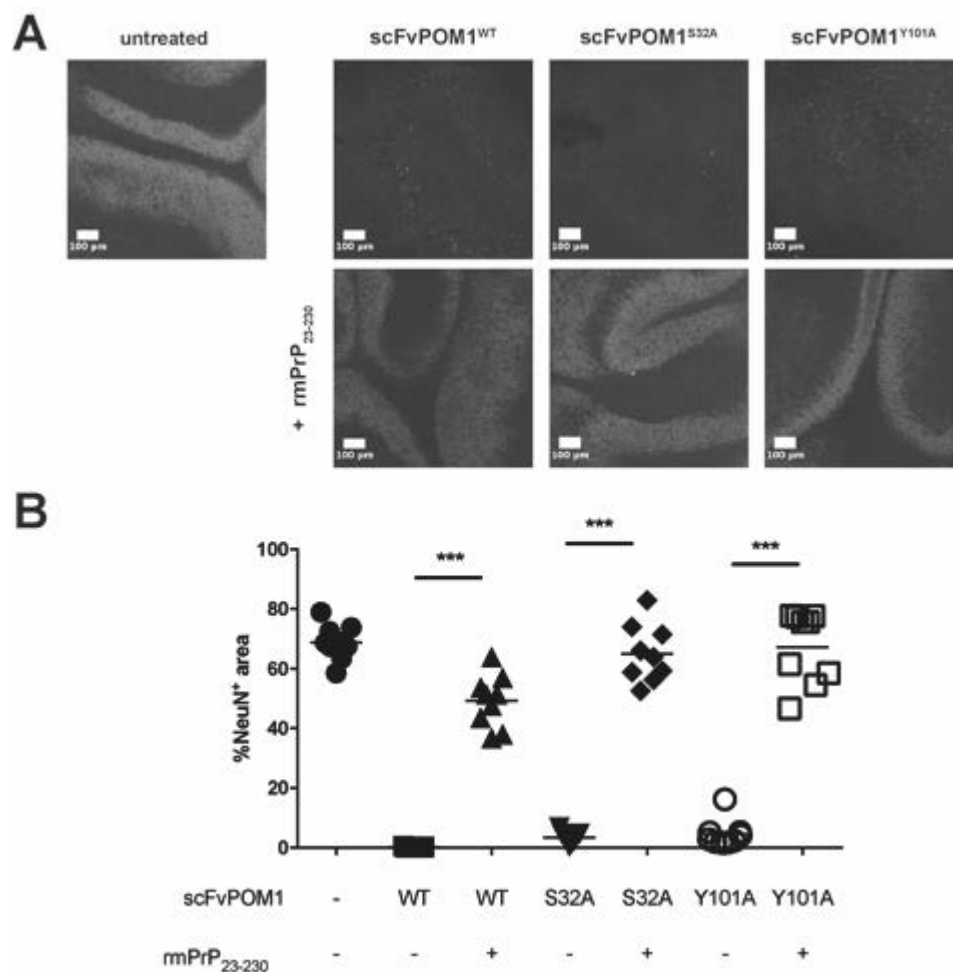 A
untreated
scFvPOM1WT
scFvPOM1S32A
scFvPOM1Y101A
100 µm
100 µm
100 µm
100 µm
+ rmPrP23-230
100 µm
100 µm
100 µm
B
*** *** ***
%NeuN+ area
100
80
60
40
20
0
scFvPOM1 - WT WT S32A S32A Y101A Y101A
rmPrP23-230 - - + - + - +